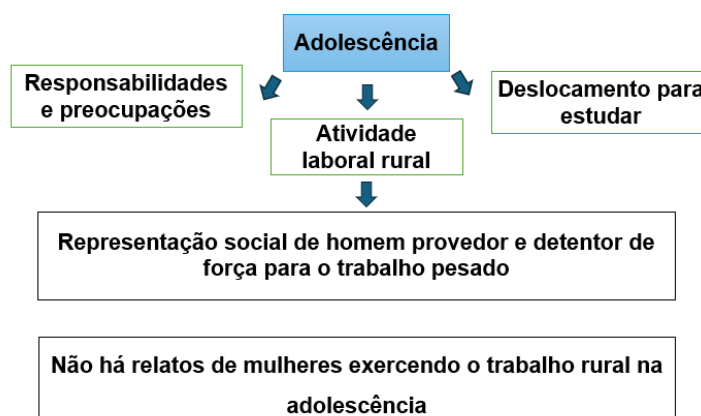 Adolescência
Responsabilidades
e preocupações
Deslocamento para
estudar
Atividade
laboral rural
Representação social de homem provedor e detentor de
força para o trabalho pesado
Não há relatos de mulheres exercendo o trabalho rural na
adolescência